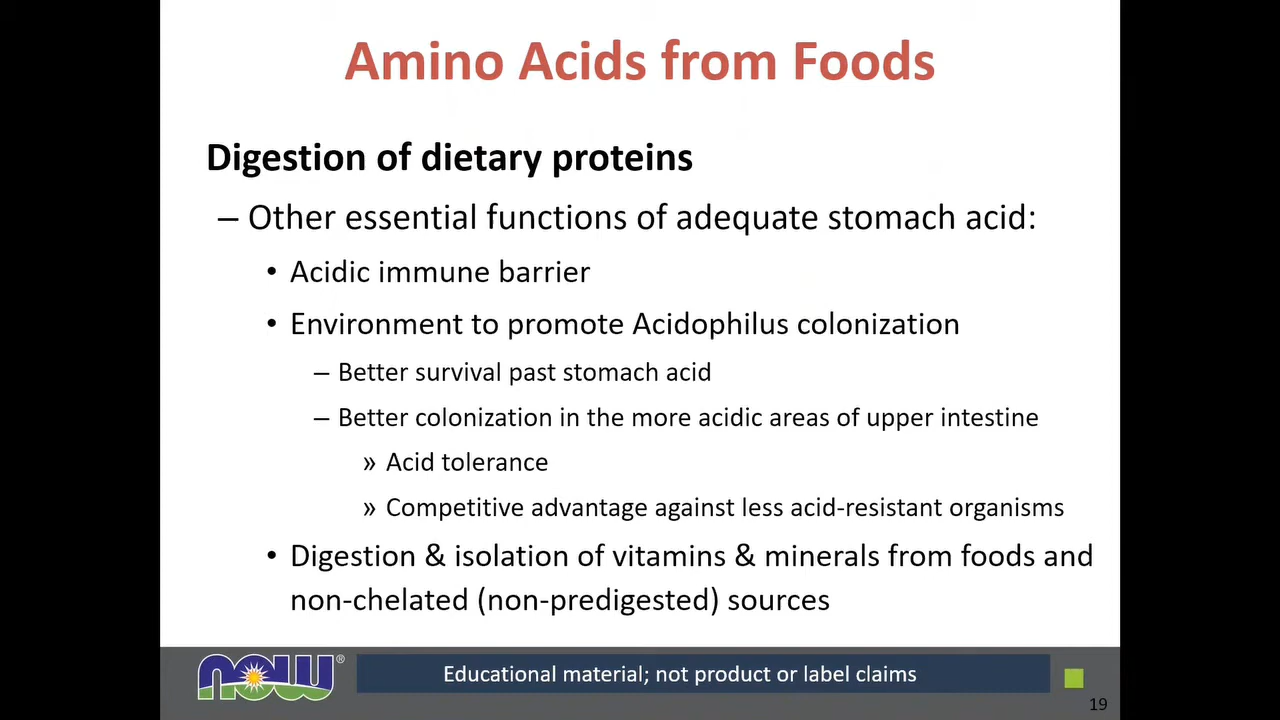 Amino Acids from Foods
Digestion of dietary proteins
– Other essential functions of adequate stomach acid:
• Acidic immune barrier
• Environment to promote Acidophilus colonization
– Better survival past stomach acid
– Better colonization in the more acidic areas of upper intestine
» Acid tolerance
» Competitive advantage against less acid-resistant organisms
• Digestion & isolation of vitamins & minerals from foods and
non-chelated (non-predigested) sources
now®
Educational material; not product or label claims
19